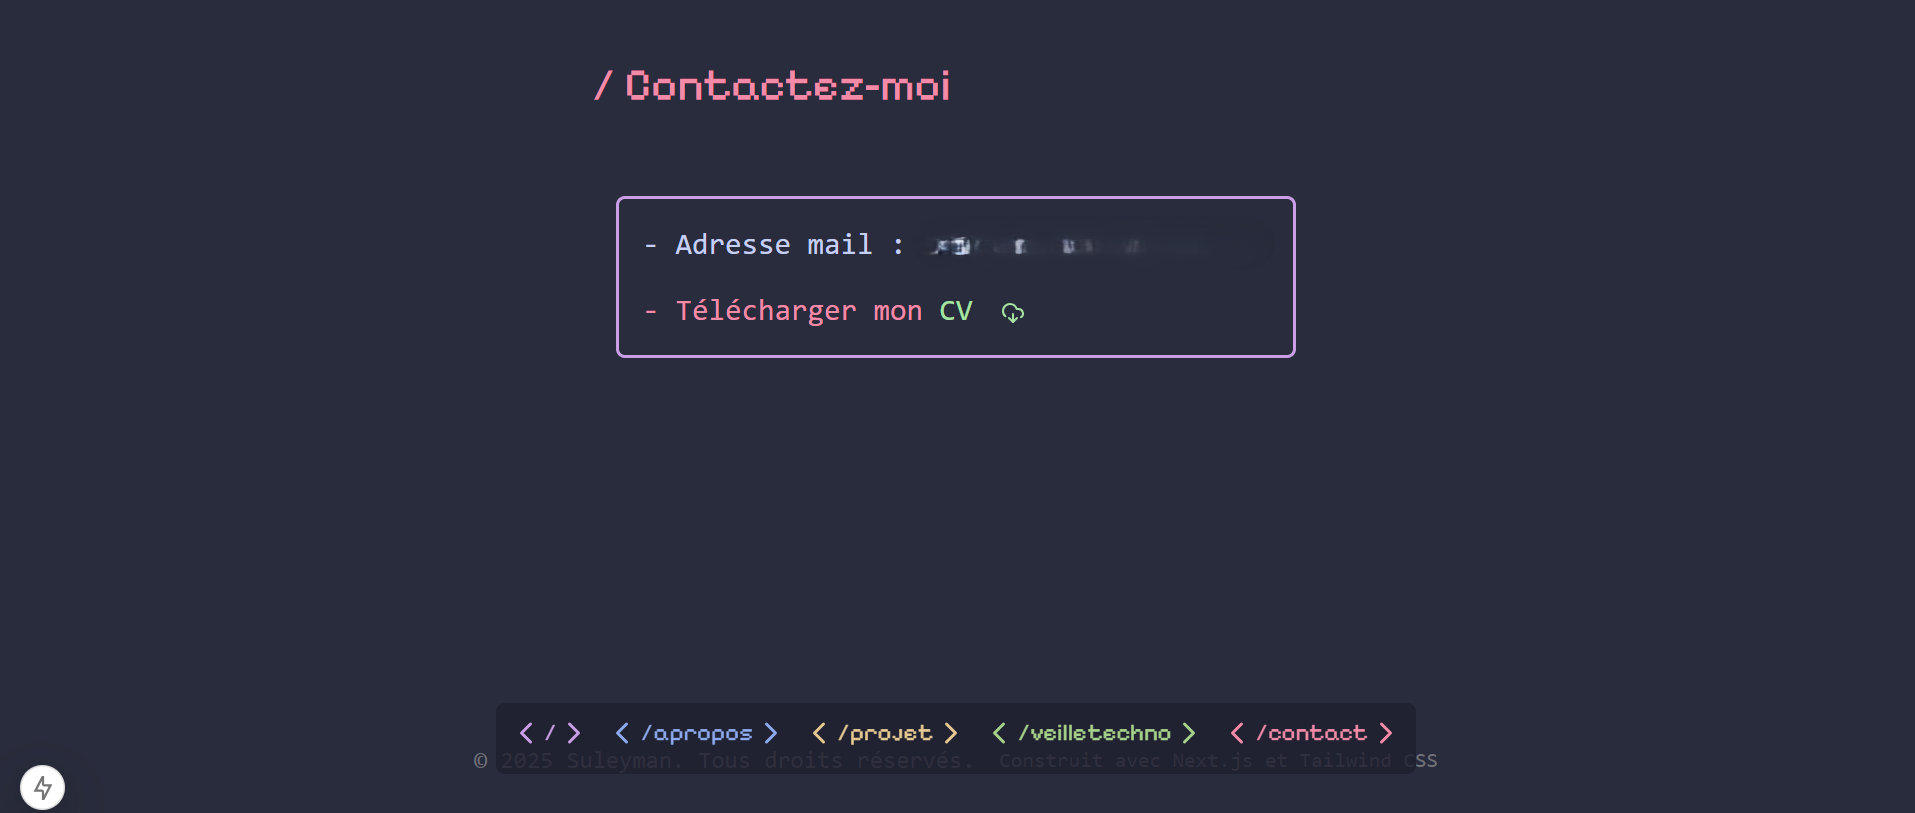 / Contactez-moi
- Adresse mail :
- Télécharger mon CV
< / > < /apropos > < /projet > < /veilletechno > < /contact >
© 2025 Suleyman. Tous droits réservés. Construit avec Next.js et Tailwind CSS